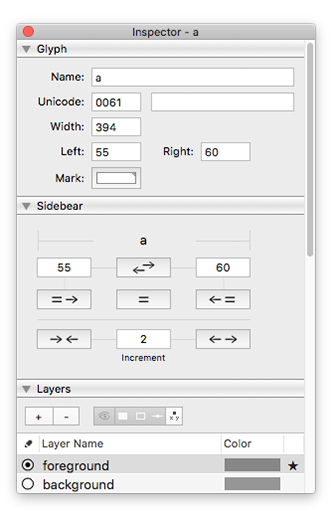 Inspector - a
Glyph
Name: a
Unicode: 0061
Width: 394
Left: 55 Right: 60
Mark:
Sidebear
a
55 60
2
Increment
Layers
+ -
x y
Layer Name Color
foreground
background